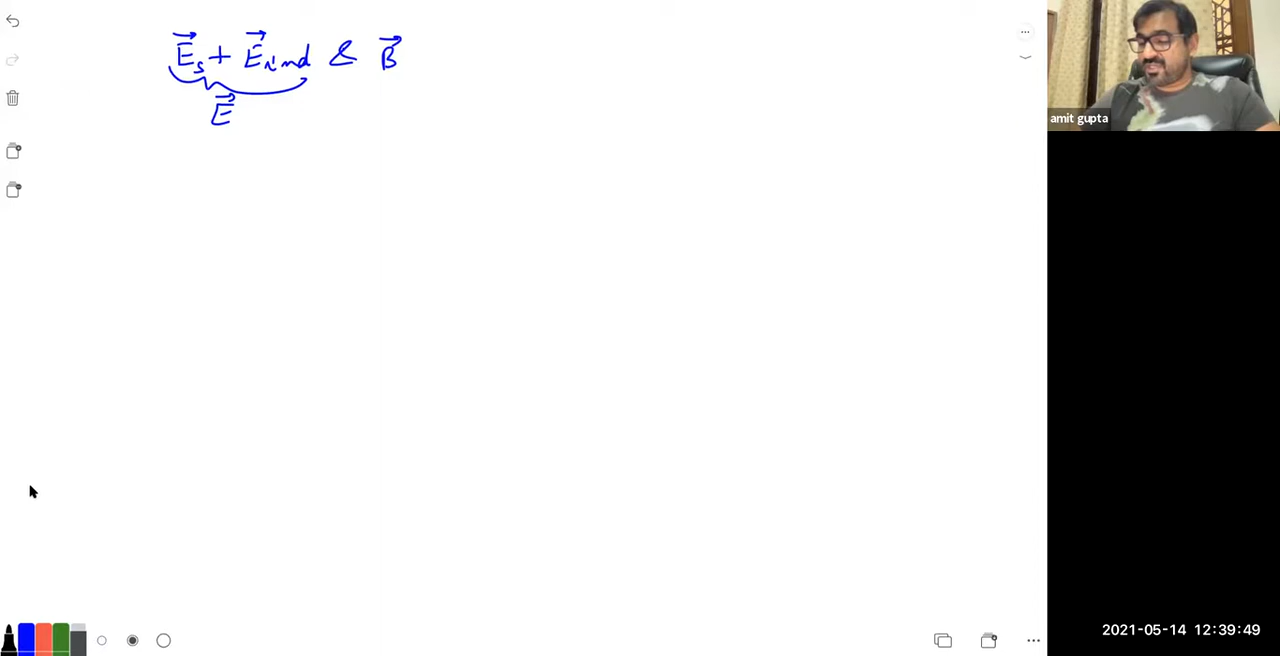 E⃗s + E⃗ind & B⃗
E⃗
amit gupta
2021-05-14 12:39:49